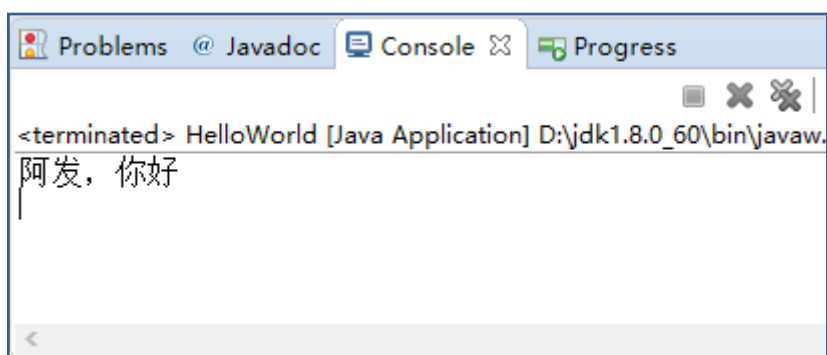 Problems @ Javadoc Console Progress
<terminated> HelloWorld [Java Application] D:\jdk1.8.0_60\bin\javaw.
阿发，你好